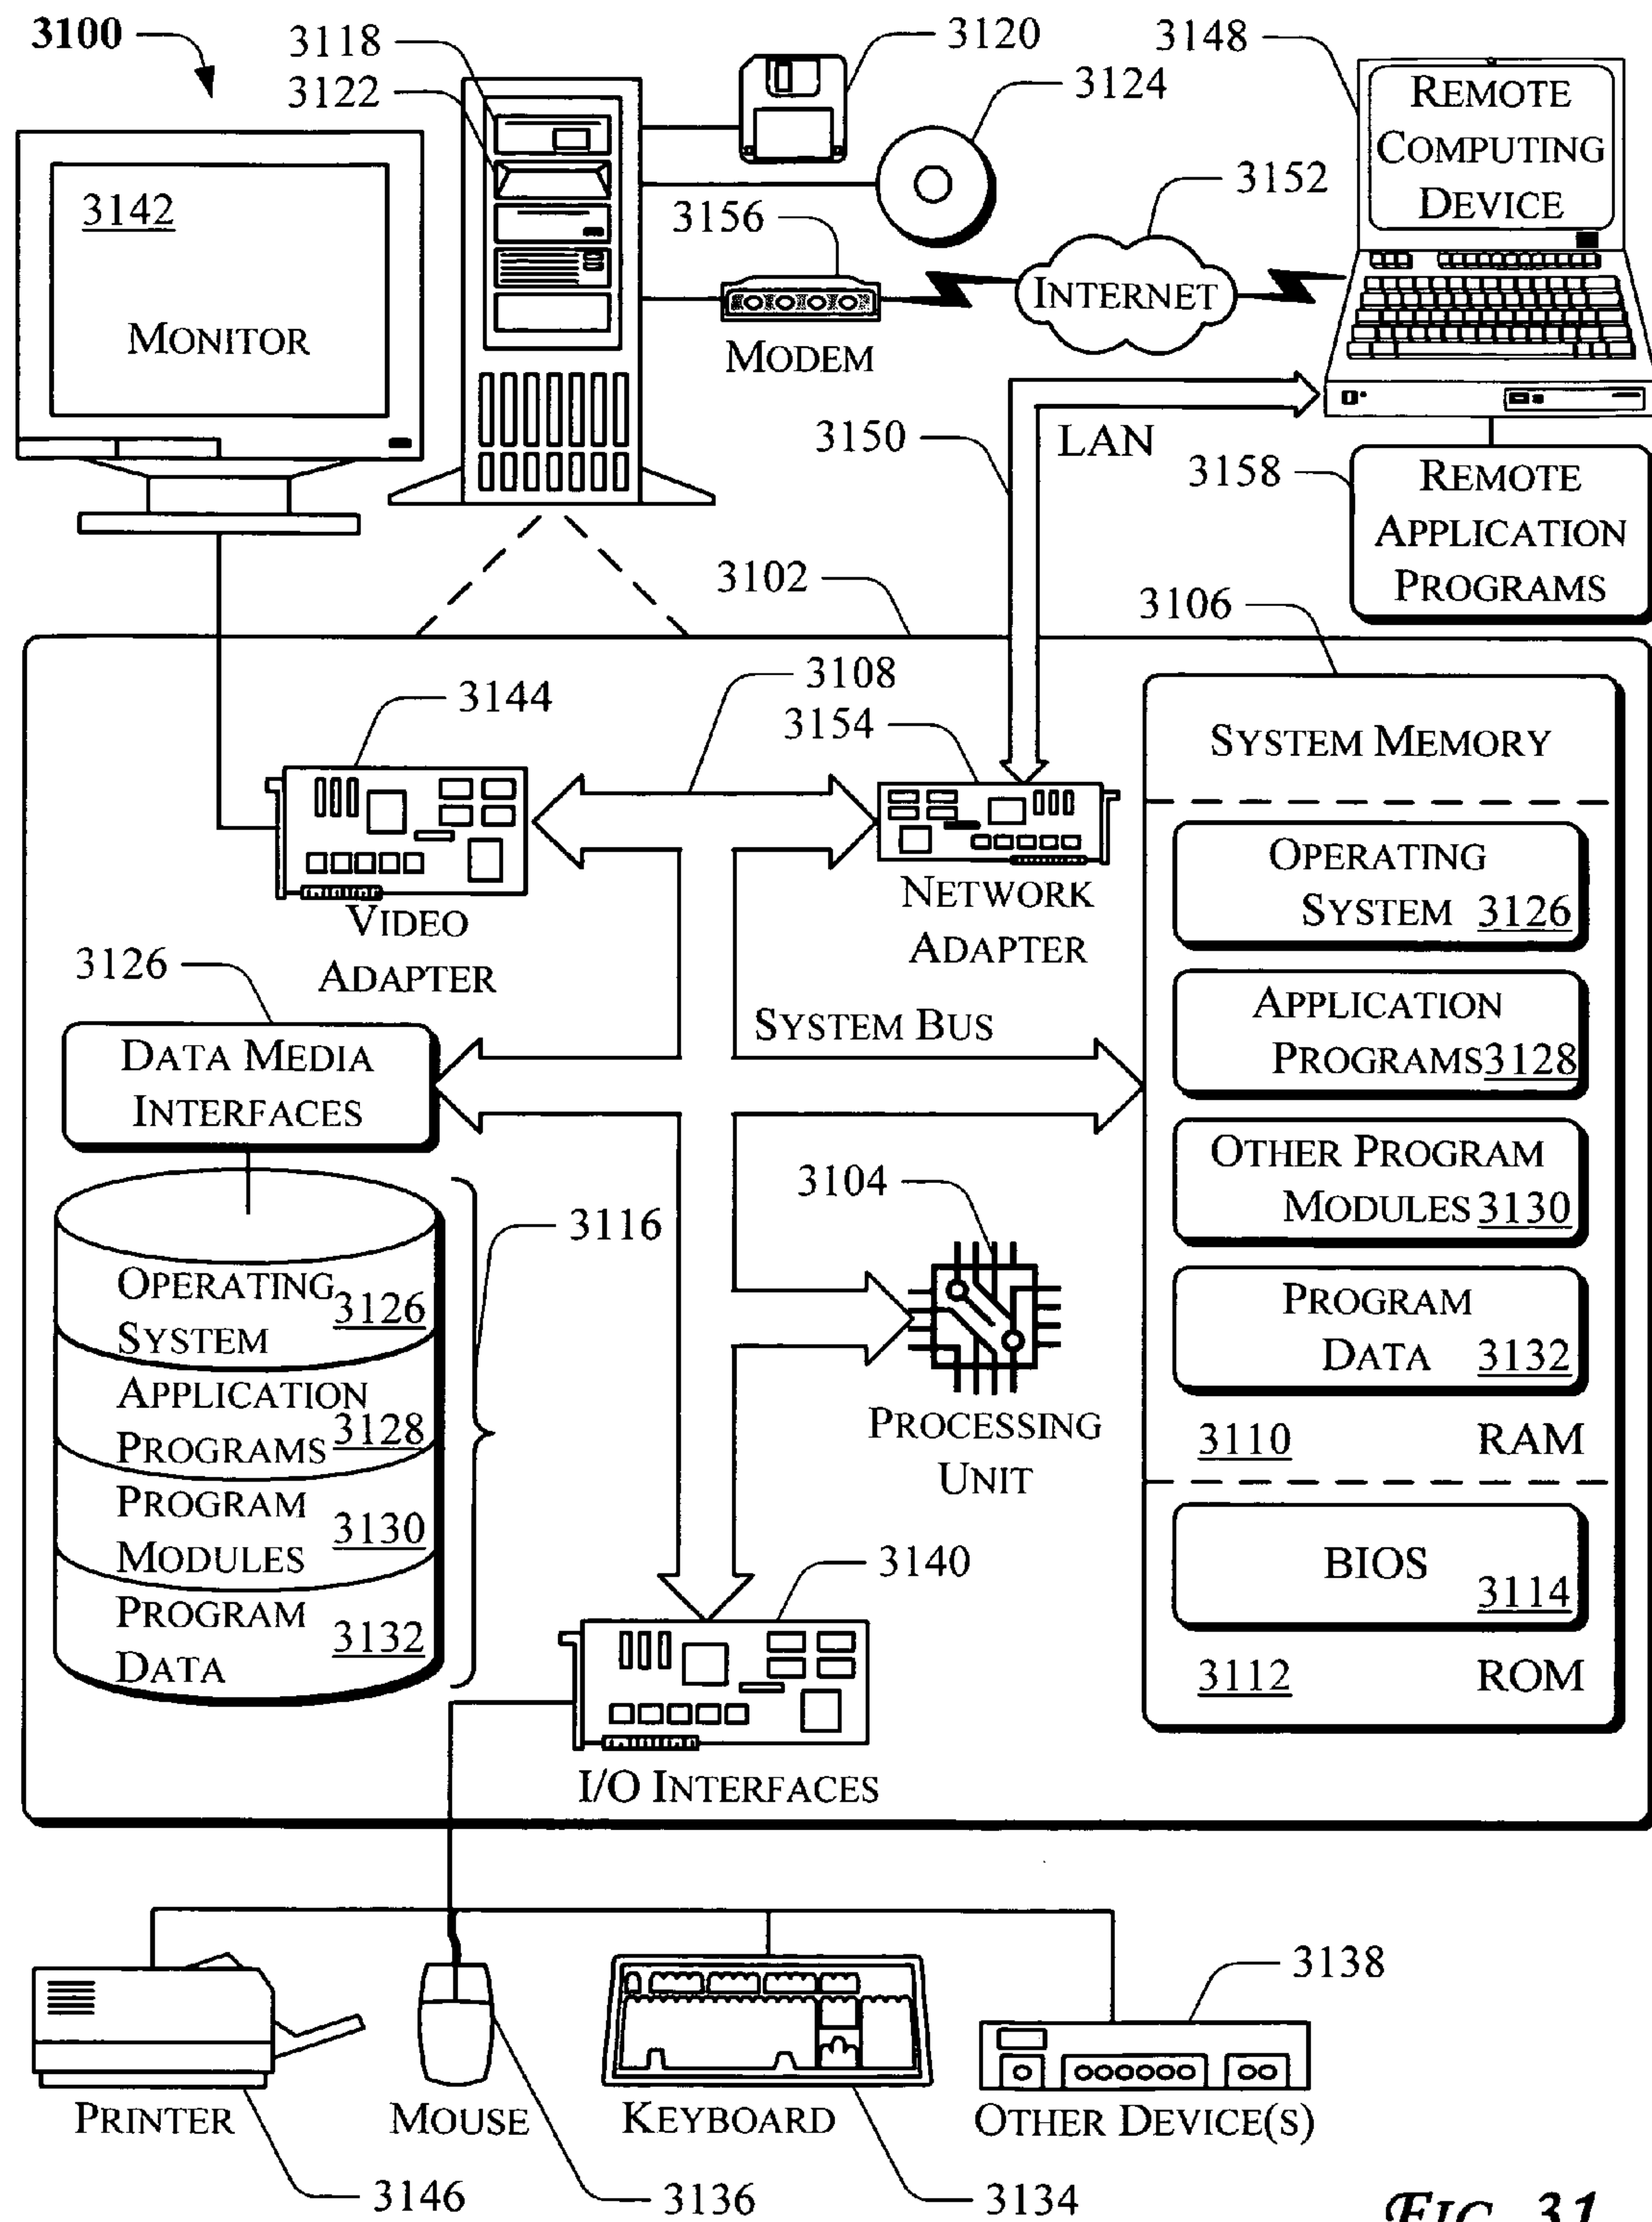 3100
3118
3122
3120
3124
3148
REMOTE
COMPUTING
DEVICE
3142
MONITOR
3156
MODEM
3152
INTERNET
3150
LAN
3158
REMOTE
APPLICATION
PROGRAMS
3102
3106
3108
3144
3154
VIDEO
ADAPTER
NETWORK
ADAPTER
SYSTEM MEMORY
OPERATING
SYSTEM 3126
APPLICATION
PROGRAMS 3128
OTHER PROGRAM
MODULES 3130
PROGRAM
DATA 3132
3110 RAM
BIOS
3114
3112 ROM
3126
DATA MEDIA
INTERFACES
SYSTEM BUS
3104
PROCESSING
UNIT
3116
OPERATING
SYSTEM 3126
APPLICATION
PROGRAMS 3128
PROGRAM
MODULES 3130
PROGRAM
DATA 3132
3140
I/O INTERFACES
PRINTER
3146
MOUSE
3136
KEYBOARD
3134
3138
OTHER DEVICE(S)
FIG. 31